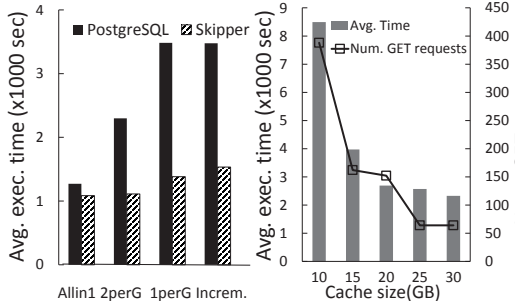 PostgreSQL
Skipper
Avg. exec. time (x1000 sec)
4
3
2
1
0
Allin1 2perG 1perG Increm.
Avg. Time
Num. GET requests
Avg. exec. time (x1000 sec)
9
8
7
6
5
4
3
2
1
0
450
400
350
300
250
200
150
100
50
0
10 15 20 25 30
Cache size(GB)